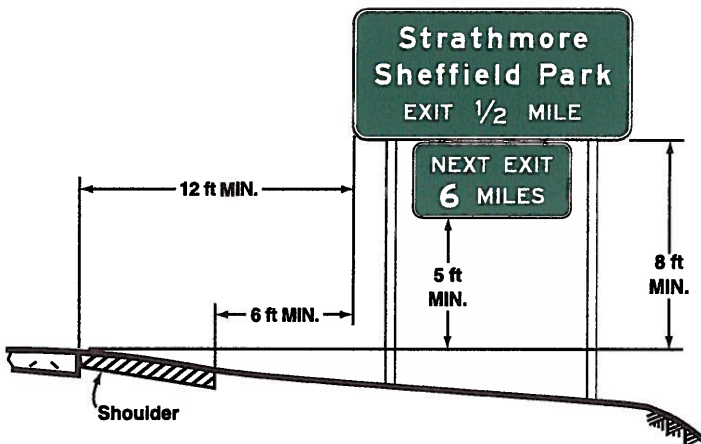 Strathmore
Sheffield Park
EXIT 1/2 MILE
NEXT EXIT
6 MILES
12 ft MIN.
6 ft MIN.
5 ft
MIN.
8 ft
MIN.
Shoulder